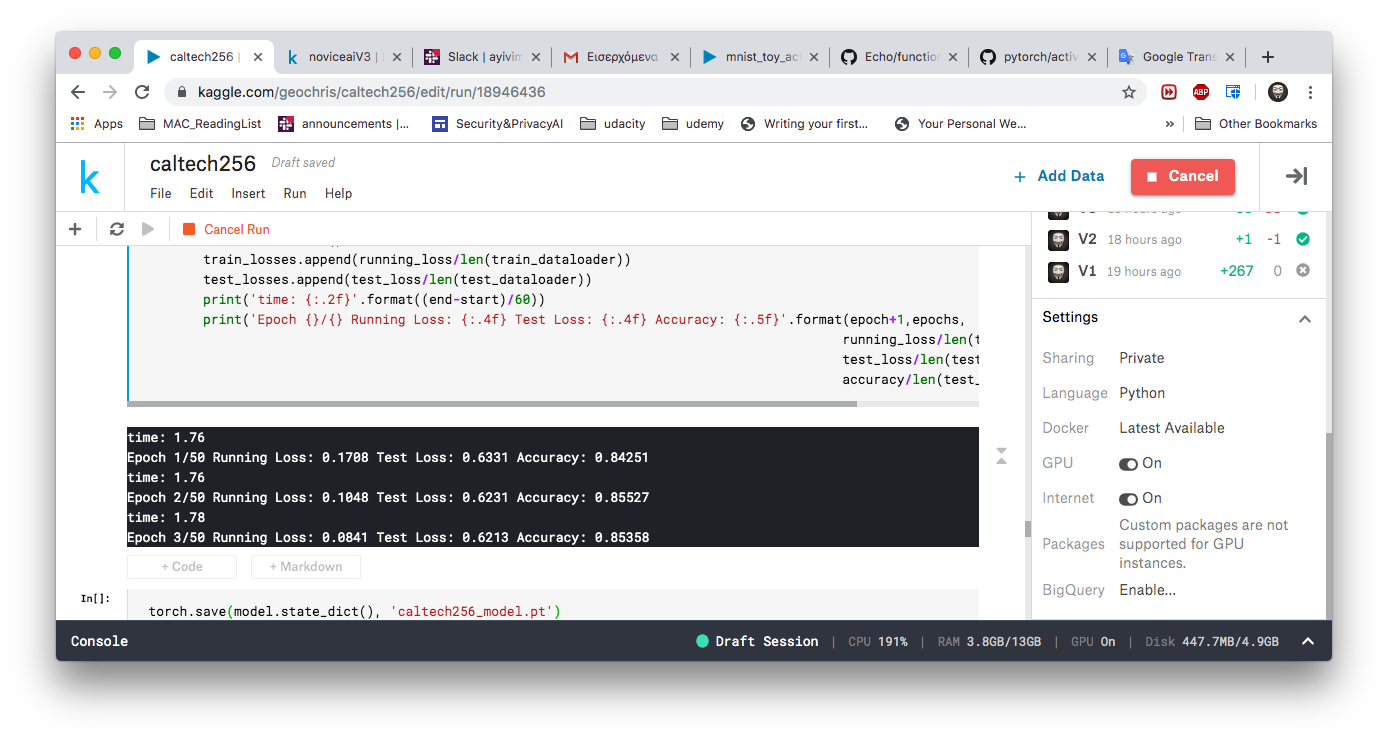 caltech256 |
noviceaiV3 |
Slack | ayivim
Εισερχόμενα
mnist_toy_ac
Echo/function
pytorch/activ
Google Trans
kaggle.com/geochris/caltech256/edit/run/18946436
ABP
Apps MAC_ReadingList announcements |... Security&PrivacyAI udacity udemy Writing your first... Your Personal We... » Other Bookmarks
k
caltech256 Draft saved
File Edit Insert Run Help
+ Add Data
Cancel
Cancel Run
train_losses.append(running_loss/len(train_dataloader))
test_losses.append(test_loss/len(test_dataloader))
print('time: {:.2f}'.format((end-start)/60))
print('Epoch {}/{} Running Loss: {:.4f} Test Loss: {:.4f} Accuracy: {:.5f}'.format(epoch+1,epochs,
running_loss/len(t
test_loss/len(test
accuracy/len(test_
time: 1.76
Epoch 1/50 Running Loss: 0.1708 Test Loss: 0.6331 Accuracy: 0.84251
time: 1.76
Epoch 2/50 Running Loss: 0.1048 Test Loss: 0.6231 Accuracy: 0.85527
time: 1.78
Epoch 3/50 Running Loss: 0.0841 Test Loss: 0.6213 Accuracy: 0.85358
+ Code + Markdown
In[]:
torch.save(model.state_dict(), 'caltech256_model.pt')
V2 18 hours ago +1 -1
V1 19 hours ago +267 0
Settings
Sharing Private
Language Python
Docker Latest Available
GPU On
Internet On
Packages Custom packages are not
supported for GPU
instances.
BigQuery Enable...
Console
Draft Session | CPU 191% | RAM 3.8GB/13GB | GPU On | Disk 447.7MB/4.9GB